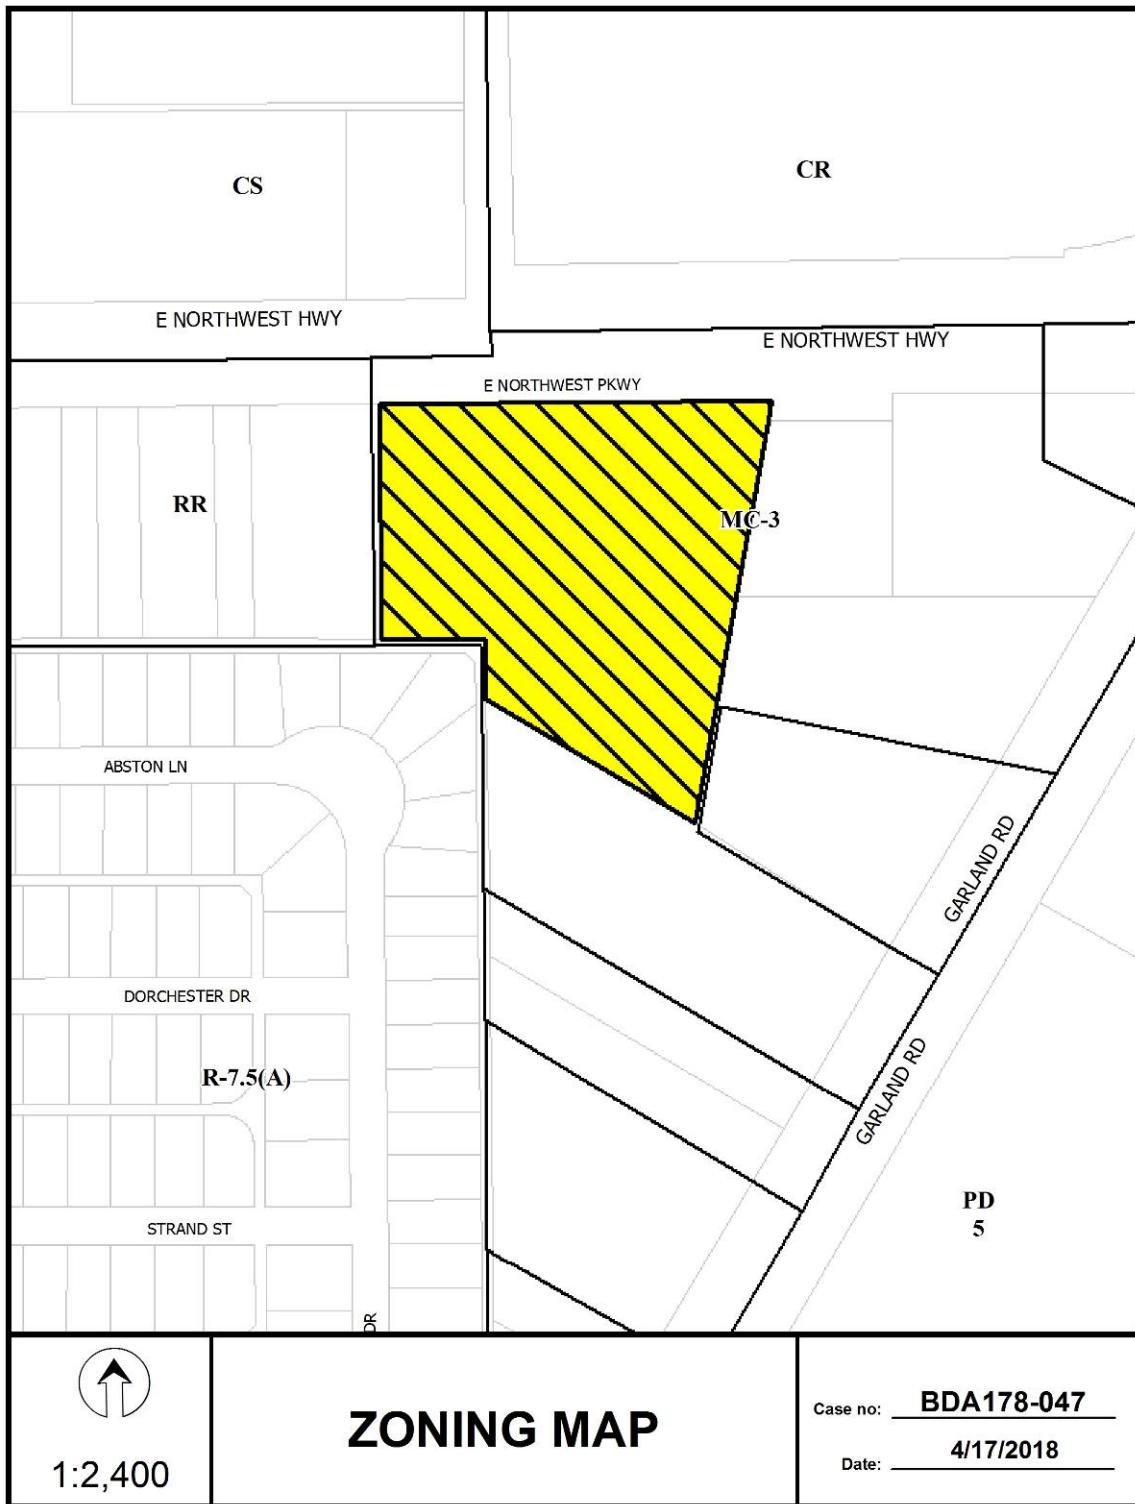 CR
CS
E NORTHWEST HWY
E NORTHWEST HWY
E NORTHWEST PKWY
RR
MC-3
ABSTON LN
GARLAND RD
DORCHESTER DR
GARLAND RD
R-7.5(A)
PD
5
STRAND ST
DR
1:2,400
ZONING MAP
Case no: BDA178-047
Date: 4/17/2018